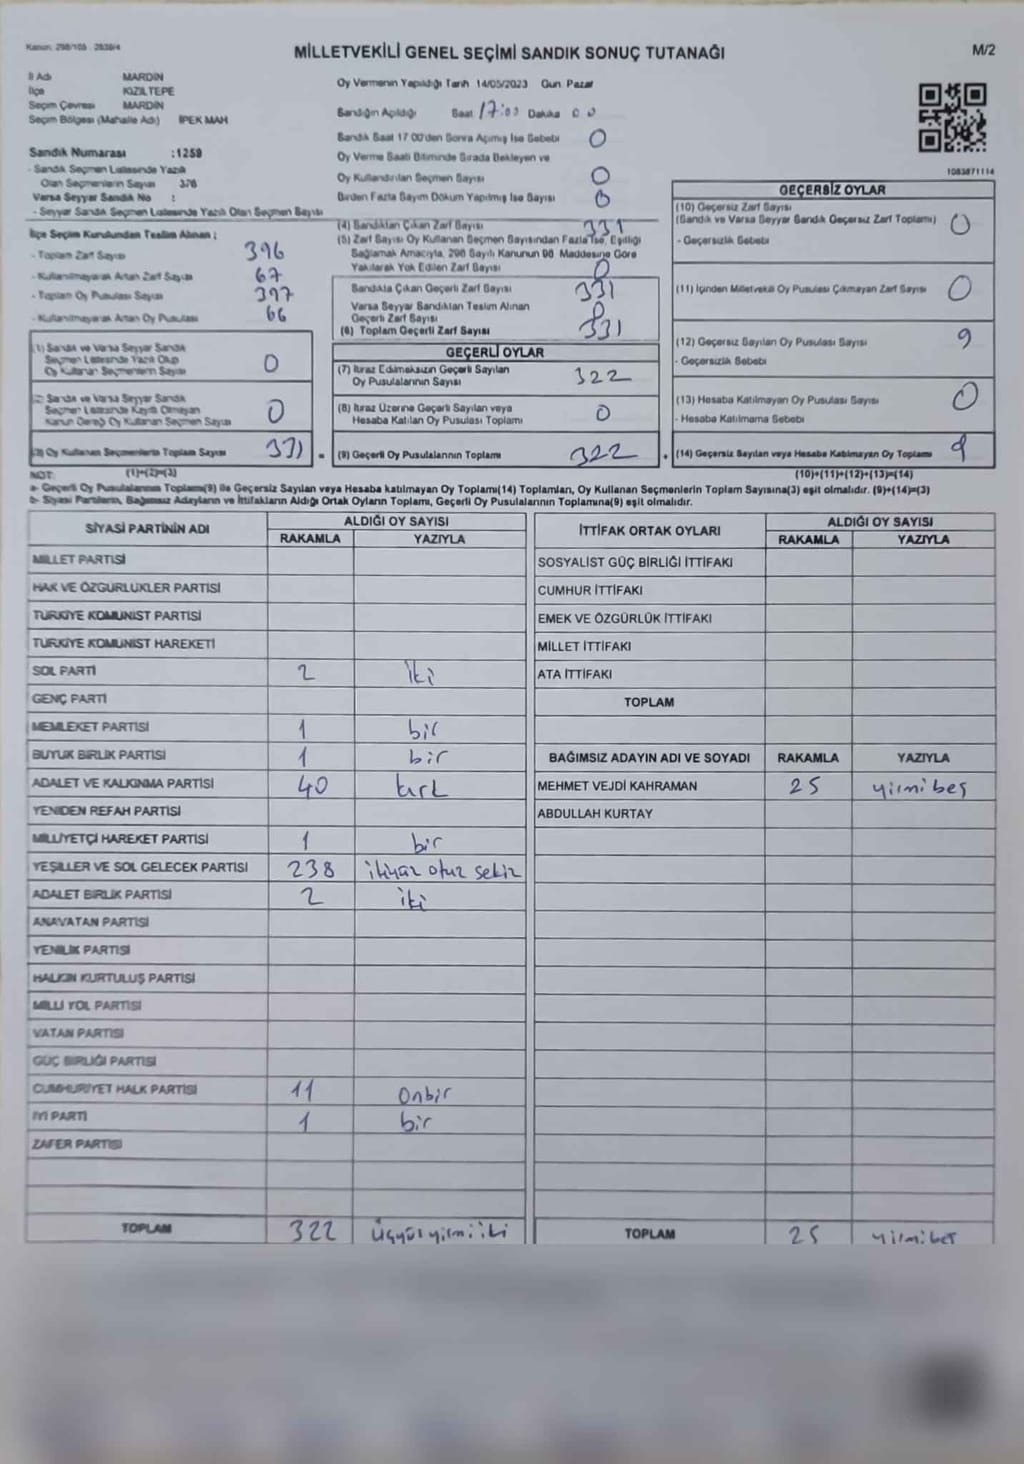 Kanun: 298/105 - 2839/4
MİLLETVEKİLİ GENEL SEÇİMİ SANDIK SONUÇ TUTANAĞI
M/2
İl Adı MARDİN
İlçe KIZILTEPE
Seçim Çevresi MARDİN
Seçim Bölgesi (Mahalle Adı) İPEK MAH
Sandık Numarası :1259
- Sandık Seçmen Listesinde Yazılı
Olan Seçmenlerin Sayısı 378
Varsa Seyyar Sandık No :
- Seyyar Sandık Seçmen Listesinde Yazılı Olan Seçmen Sayısı
İlçe Seçim Kurulundan Teslim Alınan ;
- Toplam Zarf Sayısı 396
- Kullanılmayarak Artan Zarf Sayısı 67
- Toplam Oy Pusulası Sayısı 397
- Kullanılmayarak Artan Oy Pusulası 66
(1) Sandık ve Varsa Seyyar Sandık
Seçmen Listesinde Yazılı Olup
Oy Kullanan Seçmenlerin Sayısı 0
(2) Sandık ve Varsa Seyyar Sandık
Seçmen Listesinde Kayıtlı Olmayan
Kanun Gereği Oy Kullanan Seçmen Sayısı 0
(3) Oy Kullanan Seçmenlerin Toplam Sayısı 331
(1)+(2)=(3)
Oy Vermenin Yapıldığı Tarih 14/05/2023 Gun: Pazar
Sandığın Açıldığı Saat 17:00 Dakika 00
Sandık Saat 17:00'den Sonra Açılmış İse Sebebi 0
Oy Verme Saati Bitiminde Sırada Bekleyen ve
Oy Kullandırılan Seçmen Sayısı 0
Birden Fazla Sayım Döküm Yapılmış İse Sayısı 0
(4) Sandıktan Çıkan Zarf Sayısı 331
(5) Zarf Sayısı Oy Kullanan Seçmen Sayısından Fazla İse, Eşitliği
Sağlamak Amacıyla, 298 Sayılı Kanunun 98. Maddesine Göre
Yakılarak Yok Edilen Zarf Sayısı 0
Sandıkta Çıkan Geçerli Zarf Sayısı 331
Varsa Seyyar Sandıktan Teslim Alınan
Geçerli Zarf Sayısı 0
(6) Toplam Geçerli Zarf Sayısı 331
GEÇERLİ OYLAR
(7) İtiraz Edilmeksizin Geçerli Sayılan
Oy Pusulalarının Sayısı 322
(8) İtiraz Üzerine Geçerli Sayılan veya
Hesaba Katılan Oy Pusulası Toplamı 0
= (9) Geçerli Oy Pusulalarının Toplamı 322 +
1083871114
GEÇERSİZ OYLAR
(10) Geçersiz Zarf Sayısı
(Sandık ve Varsa Seyyar Sandık Geçersiz Zarf Toplamı) 0
- Geçersizlik Sebebi
(11) İçinden Milletvekili Oy Pusulası Çıkmayan Zarf Sayısı 0
(12) Geçersiz Sayılan Oy Pusulası Sayısı 9
- Geçersizlik Sebebi
(13) Hesaba Katılmayan Oy Pusulası Sayısı 0
- Hesaba Katılmama Sebebi
(14) Geçersiz Sayılan veya Hesaba Katılmayan Oy Toplamı 9
(10)+(11)+(12)+(13)=(14)
NOT:
a- Geçerli Oy Pusulalarının Toplamı(9) ile Geçersiz Sayılan veya Hesaba katılmayan Oy Toplamı(14) Toplamları, Oy Kullanan Seçmenlerin Toplam Sayısına(3) eşit olmalıdır. (9)+(14)=(3)
b- Siyasi Partilerin, Bağımsız Adayların ve İttifakların Aldığı Ortak Oyların Toplamı, Geçerli Oy Pusulalarının Toplamına(9) eşit olmalıdır.
SİYASİ PARTİNİN ADI ALDIĞI OY SAYISI
RAKAMLA YAZIYLA
MİLLET PARTİSİ
HAK VE ÖZGÜRLÜKLER PARTİSİ
TÜRKİYE KOMÜNİST PARTİSİ
TÜRKİYE KOMÜNİST HAREKETİ
SOL PARTİ 2 iki
GENÇ PARTİ
MEMLEKET PARTİSİ 1 bir
BÜYÜK BİRLİK PARTİSİ 1 bir
ADALET VE KALKINMA PARTİSİ 40 kırk
YENİDEN REFAH PARTİSİ
MİLLİYETÇİ HAREKET PARTİSİ 1 bir
YEŞİLLER VE SOL GELECEK PARTİSİ 238 ikiyüz otuz sekiz
ADALET BİRLİK PARTİSİ 2 iki
ANAVATAN PARTİSİ
YENİLİK PARTİSİ
HALKIN KURTULUŞ PARTİSİ
MİLLİ YOL PARTİSİ
VATAN PARTİSİ
GÜÇ BİRLİĞİ PARTİSİ
CUMHURİYET HALK PARTİSİ 11 Onbir
İYİ PARTİ 1 bir
ZAFER PARTİSİ
TOPLAM 322 üçyüzyirmiiki
İTTİFAK ORTAK OYLARI ALDIĞI OY SAYISI
RAKAMLA YAZIYLA
SOSYALİST GÜÇ BİRLİĞİ İTTİFAKI
CUMHUR İTTİFAKI
EMEK VE ÖZGÜRLÜK İTTİFAKI
MİLLET İTTİFAKI
ATA İTTİFAKI
TOPLAM
BAĞIMSIZ ADAYIN ADI VE SOYADI RAKAMLA YAZIYLA
MEHMET VEJDİ KAHRAMAN 25 yirmi beş
ABDULLAH KURTAY
TOPLAM 25 yirmi beş